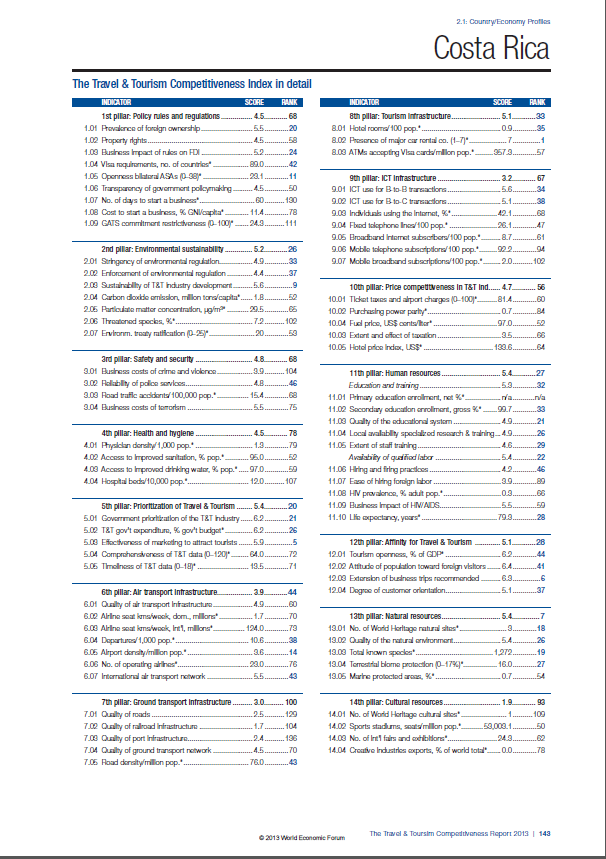 2.1: Country/Economy Profiles
Costa Rica
The Travel & Tourism Competitiveness Index in detail
INDICATOR SCORE RANK
1st pillar: Policy rules and regulations 4.5 68
1.01 Prevalence of foreign ownership 5.5 20
1.02 Property rights 4.5 58
1.03 Business impact of rules on FDI 5.2 24
1.04 Visa requirements, no. of countries* 89.0 42
1.05 Openness bilateral ASAs (0–38)* 23.1 11
1.06 Transparency of government policymaking 4.5 50
1.07 No. of days to start a business* 60 130
1.08 Cost to start a business, % GNI/capita* 11.4 78
1.09 GATS commitment restrictiveness (0–100)* 24.3 111
2nd pillar: Environmental sustainability 5.2 26
2.01 Stringency of environmental regulation 4.9 33
2.02 Enforcement of environmental regulation 4.4 37
2.03 Sustainability of T&T industry development 5.6 9
2.04 Carbon dioxide emission, million tons/capita* 1.8 52
2.05 Particulate matter concentration, μg/m³* 29.5 65
2.06 Threatened species, %* 7.2 102
2.07 Environm. treaty ratification (0–25)* 20 53
3rd pillar: Safety and security 4.8 68
3.01 Business costs of crime and violence 3.9 104
3.02 Reliability of police services 4.8 46
3.03 Road traffic accidents/100,000 pop.* 15.4 68
3.04 Business costs of terrorism 5.5 75
4th pillar: Health and hygiene 4.5 78
4.01 Physician density/1,000 pop.* 1.3 79
4.02 Access to improved sanitation, % pop.* 95.0 52
4.03 Access to improved drinking water, % pop.* 97.0 59
4.04 Hospital beds/10,000 pop.* 12.0 107
5th pillar: Prioritization of Travel & Tourism 5.4 20
5.01 Government prioritization of the T&T industry 6.2 21
5.02 T&T gov't expenditure, % gov't budget* 6.2 26
5.03 Effectiveness of marketing to attract tourists 5.9 5
5.04 Comprehensiveness of T&T data (0–120)* 64.0 72
5.05 Timeliness of T&T data (0–18)* 13.5 71
6th pillar: Air transport infrastructure 3.9 44
6.01 Quality of air transport infrastructure 4.9 60
6.02 Airline seat kms/week, dom., millions* 1.7 70
6.03 Airline seat kms/week, int'l, millions* 124.0 73
6.04 Departures/1,000 pop.* 10.6 38
6.05 Airport density/million pop.* 3.6 14
6.06 No. of operating airlines* 23.0 76
6.07 International air transport network 5.5 43
7th pillar: Ground transport infrastructure 3.0 100
7.01 Quality of roads 2.5 129
7.02 Quality of railroad infrastructure 1.7 104
7.03 Quality of port infrastructure 2.4 136
7.04 Quality of ground transport network 4.5 70
7.05 Road density/million pop.* 76.0 43
INDICATOR SCORE RANK
8th pillar: Tourism infrastructure 5.1 33
8.01 Hotel rooms/100 pop.* 0.9 35
8.02 Presence of major car rental co. (1–7)* 7 1
8.03 ATMs accepting Visa cards/million pop.* 357.3 57
9th pillar: ICT infrastructure 3.2 67
9.01 ICT use for B-to-B transactions 5.6 34
9.02 ICT use for B-to-C transactions 5.1 38
9.03 Individuals using the Internet, %* 42.1 68
9.04 Fixed telephone lines/100 pop.* 26.1 47
9.05 Broadband Internet subscribers/100 pop.* 8.7 61
9.06 Mobile telephone subscriptions/100 pop.* 92.2 94
9.07 Mobile broadband subscriptions/100 pop.* 2.0 102
10th pillar: Price competitiveness in T&T ind. 4.7 56
10.01 Ticket taxes and airport charges (0–100)* 81.4 60
10.02 Purchasing power parity* 0.7 84
10.04 Fuel price, US$ cents/liter* 97.0 52
10.03 Extent and effect of taxation 3.5 66
10.05 Hotel price index, US$* 133.6 64
11th pillar: Human resources 5.4 27
Education and training 5.3 32
11.01 Primary education enrollment, net %* n/a n/a
11.02 Secondary education enrollment, gross %* 99.7 33
11.03 Quality of the educational system 4.9 21
11.04 Local availability specialized research & training 4.9 26
11.05 Extent of staff training 4.6 29
Availability of qualified labor 5.4 22
11.06 Hiring and firing practices 4.2 46
11.07 Ease of hiring foreign labor 3.9 89
11.08 HIV prevalence, % adult pop.* 0.3 66
11.09 Business impact of HIV/AIDS 5.5 59
11.10 Life expectancy, years* 79.3 28
12th pillar: Affinity for Travel & Tourism 5.1 28
12.01 Tourism openness, % of GDP* 6.2 44
12.02 Attitude of population toward foreign visitors 6.4 41
12.03 Extension of business trips recommended 6.3 6
12.04 Degree of customer orientation 5.1 37
13th pillar: Natural resources 5.4 7
13.01 No. of World Heritage natural sites* 3 18
13.02 Quality of the natural environment 5.4 26
13.03 Total known species* 1,272 19
13.04 Terrestrial biome protection (0–17%)* 16.0 27
13.05 Marine protected areas, %* 0.7 54
14th pillar: Cultural resources 1.9 93
14.01 No. of World Heritage cultural sites* 1 109
14.02 Sports stadiums, seats/million pop.* 53,003.1 50
14.03 No. of int'l fairs and exhibitions* 24.3 62
14.04 Creative industries exports, % of world total* 0.0 78
© 2013 World Economic Forum
The Travel & Toursim Competitiveness Report 2013 | 143